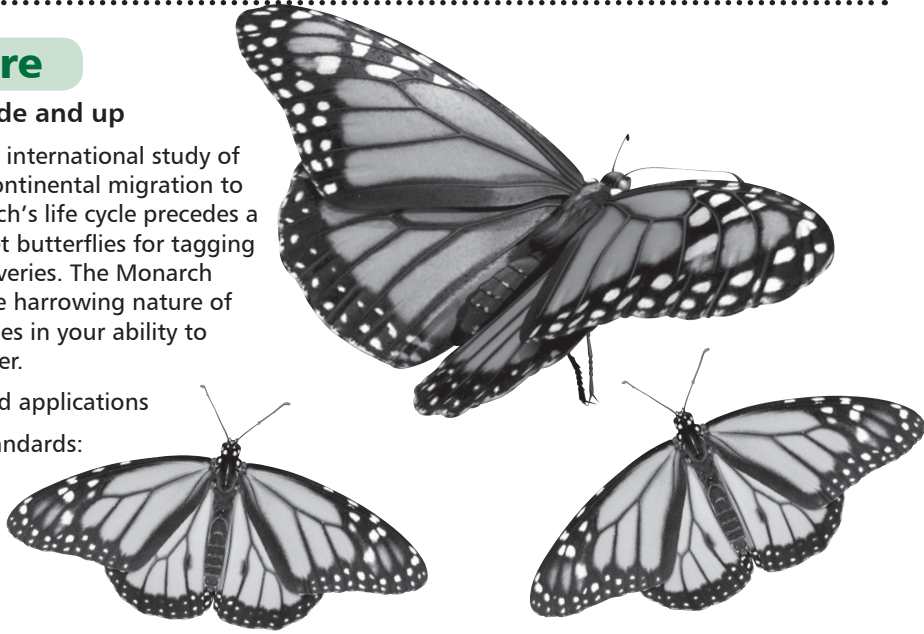 re
de and up
international study of
ontinental migration to
ch's life cycle precedes a
t butterflies for tagging
veries. The Monarch
e harrowing nature of
es in your ability to
er.
d applications
andards: